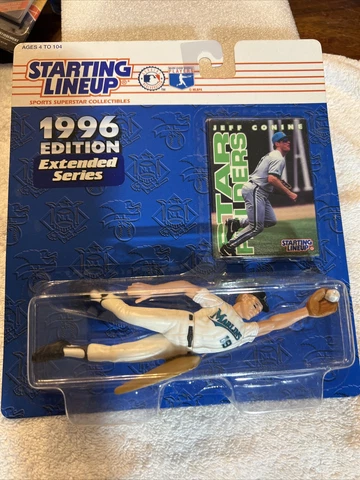 AGES 4 TO 104
STARTING
LINEUP
SPORTS SUPERSTAR COLLECTIBLES
1996
EDITION
Extended
Series
JEFF CONINE
STAR
FIELDERS
STARTING
LINEUP
MARLINS
19